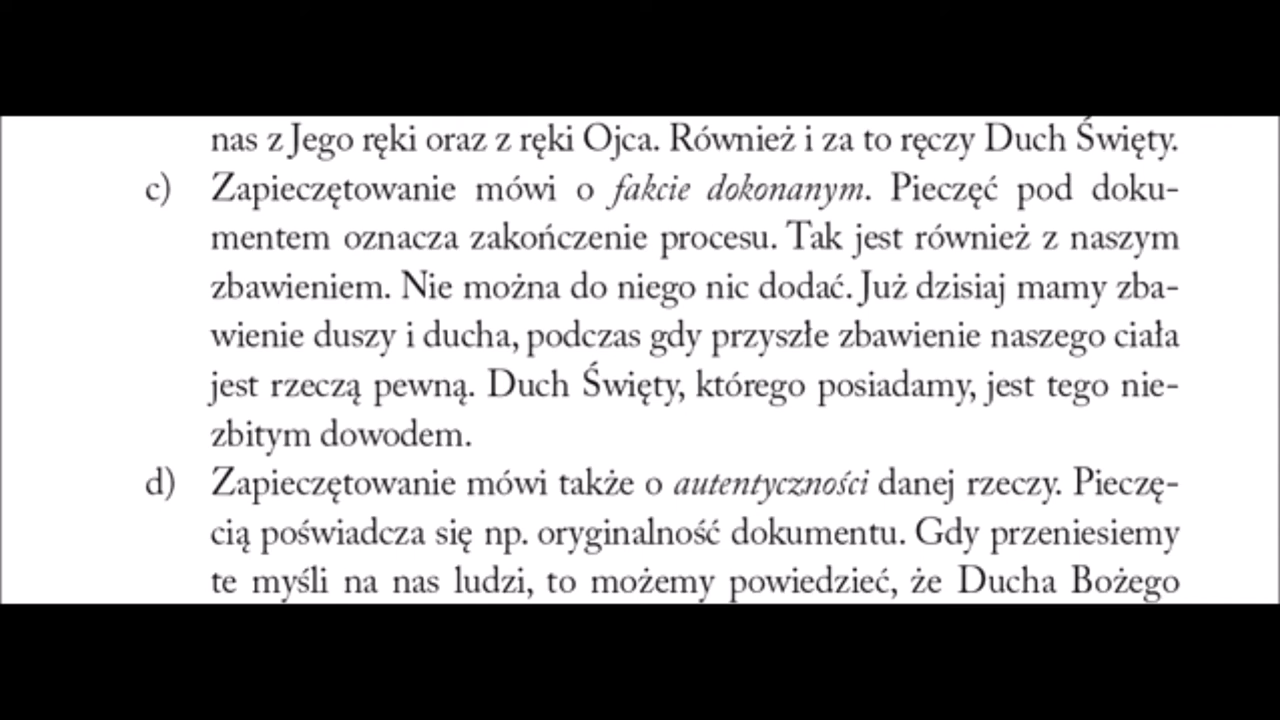 nas z Jego ręki oraz z ręki Ojca. Również i za to ręczy Duch Święty.
c) Zapieczętowanie mówi o fakcie dokonanym. Pieczęć pod doku-
mentem oznacza zakończenie procesu. Tak jest również z naszym
zbawieniem. Nie można do niego nic dodać. Już dzisiaj mamy zba-
wienie duszy i ducha, podczas gdy przyszłe zbawienie naszego ciała
jest rzeczą pewną. Duch Święty, którego posiadamy, jest tego nie-
zbitym dowodem.
d) Zapieczętowanie mówi także o autentyczności danej rzeczy. Pieczę-
cią poświadcza się np. oryginalność dokumentu. Gdy przeniesiemy
te myśli na nas ludzi, to możemy powiedzieć, że Ducha Bożego